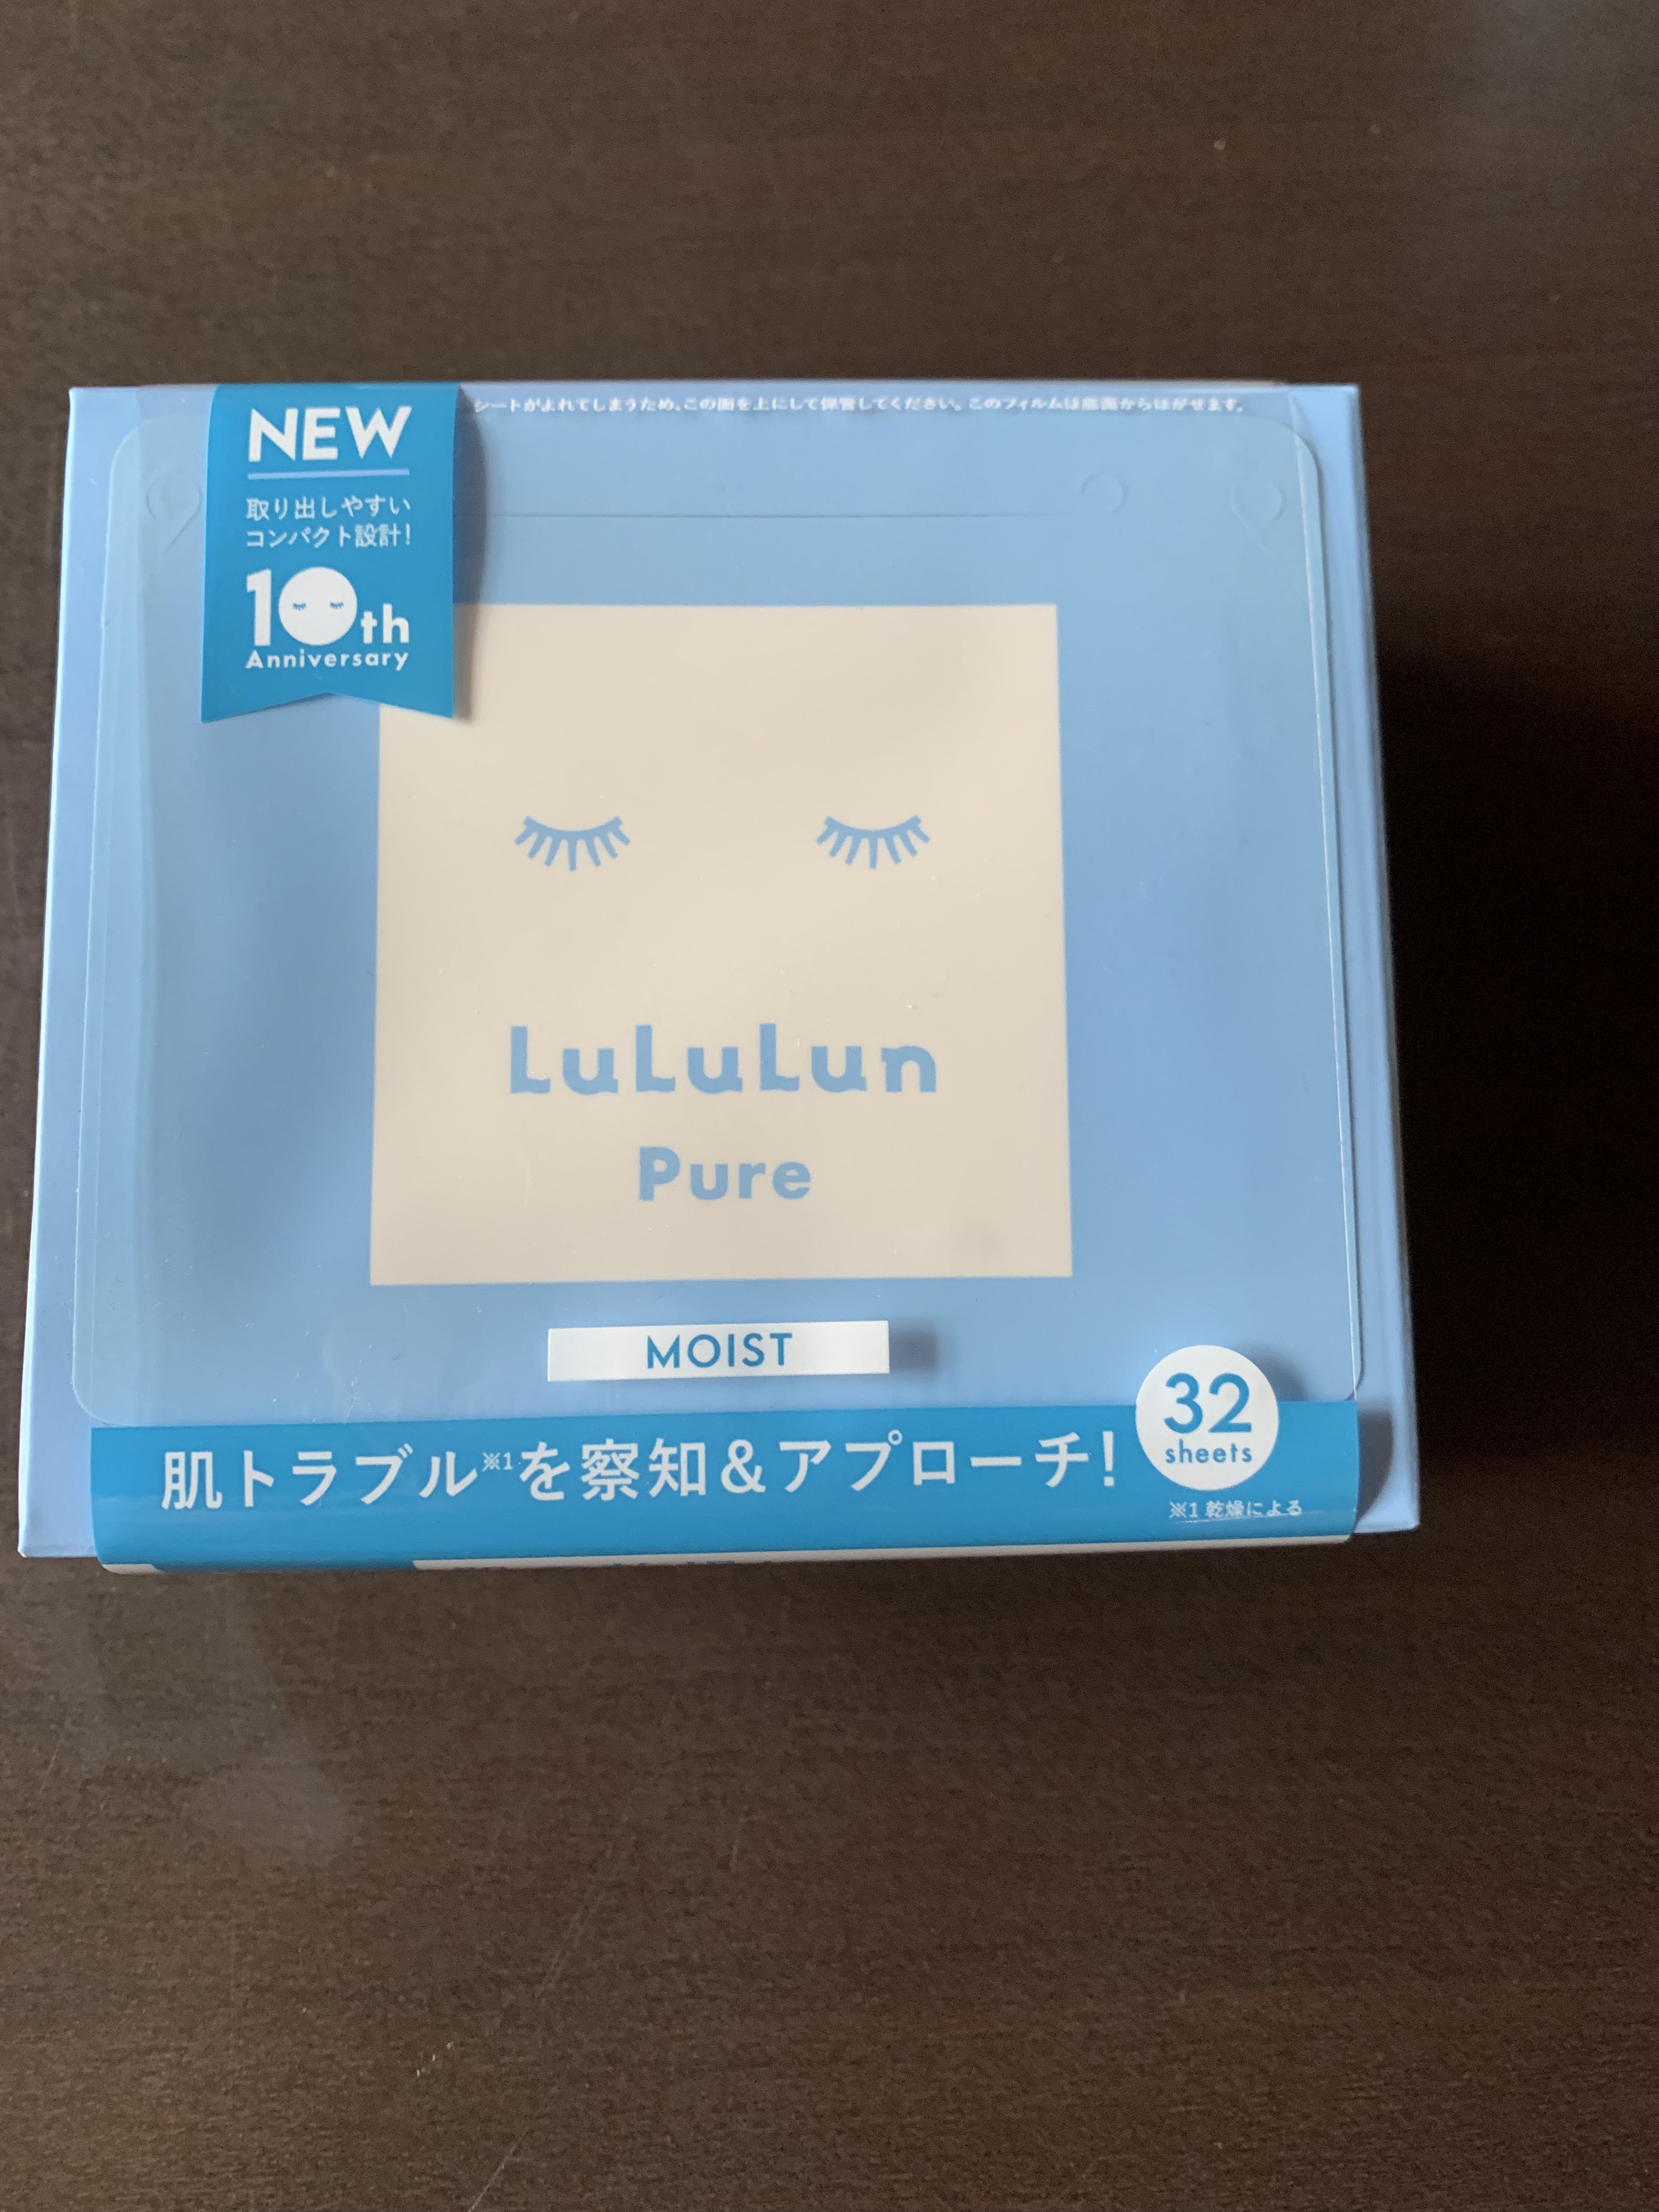 シートがよれてしまうため、この面を上にして保管してください。このフィルムは底面からはがせます。
NEW
取り出しやすい
コンパクト設計！
10th
Anniversary
LuLuLun
Pure
MOIST
32
sheets
肌トラブル※1を察知＆アプローチ！
※1 乾燥による